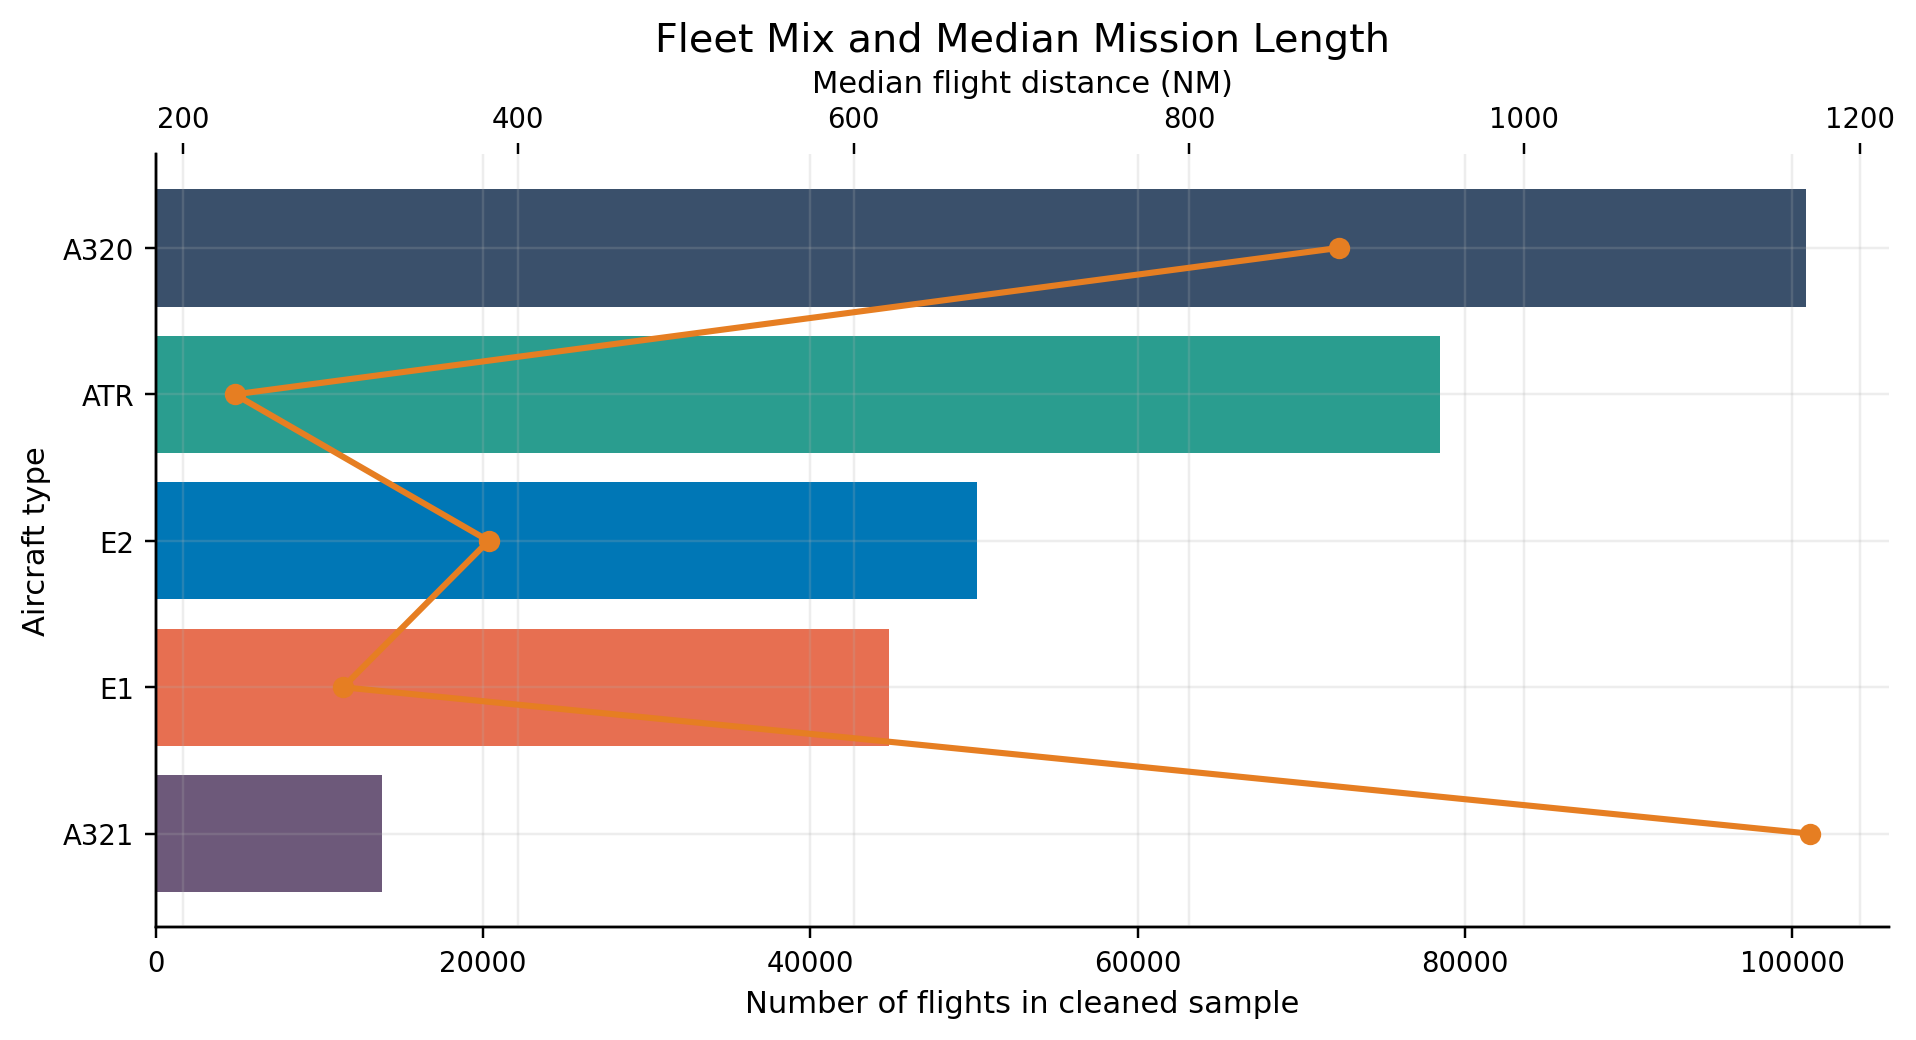 Fleet Mix and Median Mission Length
Median flight distance (NM)
200 400 600 800 1000 1200
Aircraft type
A320
ATR
E2
E1
A321
0 20000 40000 60000 80000 100000
Number of flights in cleaned sample